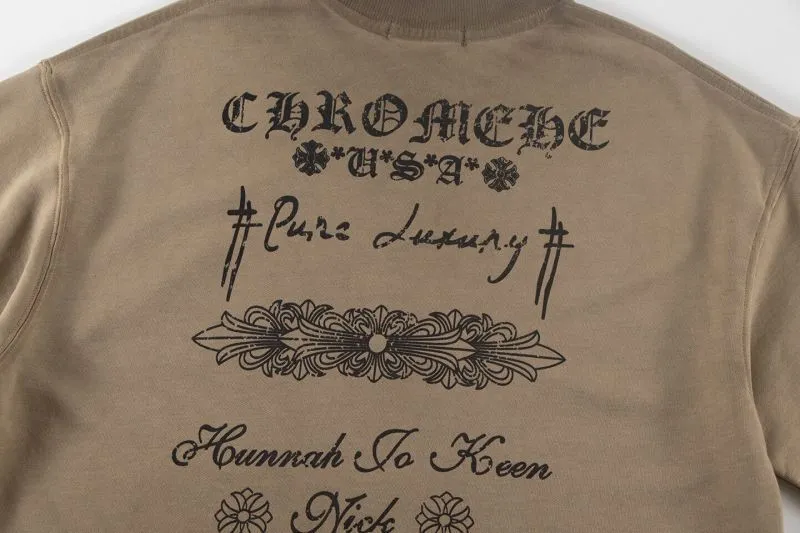 CHROMEHE
*U*S*A*
# Pure Luxury #
Hunnah Jo Keen
Nick